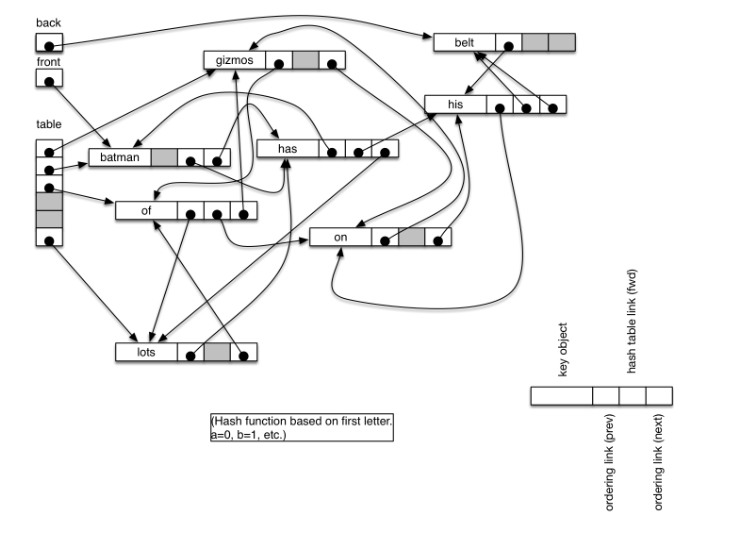 back
belt
gizmos
front
his
table
has
batman
of
on
lots
key object
hash table link (fwd)
ordering link (prev)
ordering link (next)
(Hash function based on first letter.
a=0, b=1, etc.)